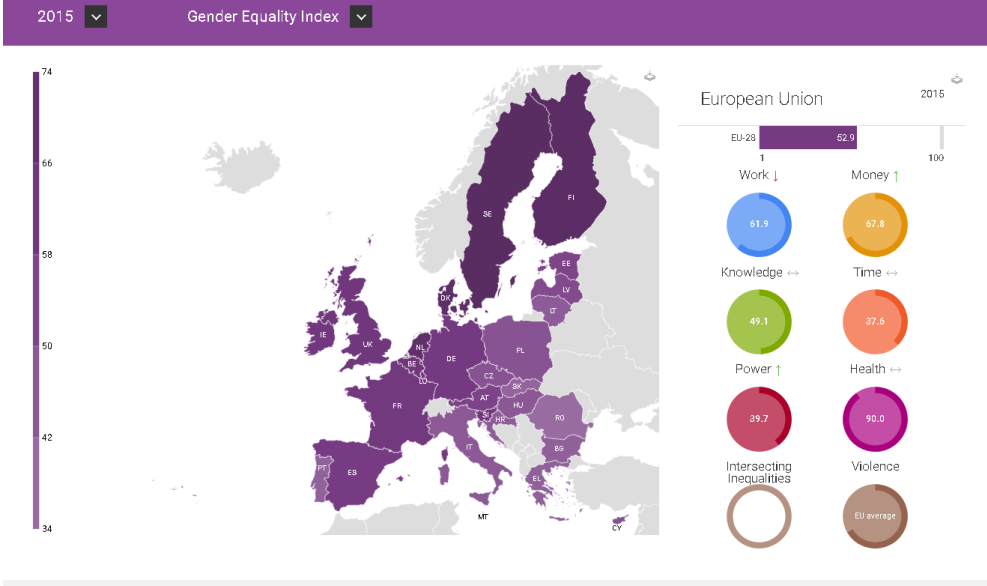 2015 Gender Equality Index
74
66
58
50
42
34
SE
FI
EE
LV
LT
DK
IE
UK
NL
BE
DE
PL
LU
CZ
SK
FR
AT
HU
SI
HR
RO
IT
BG
PT
ES
EL
MT
CY
European Union 2015
EU-28 52.9
1 100
Work ↓ Money ↑
61.9 67.8
Knowledge ↔ Time ↔
49.1 37.6
Power ↑ Health ↔
39.7 90.0
Intersecting Violence
Inequalities
EU average